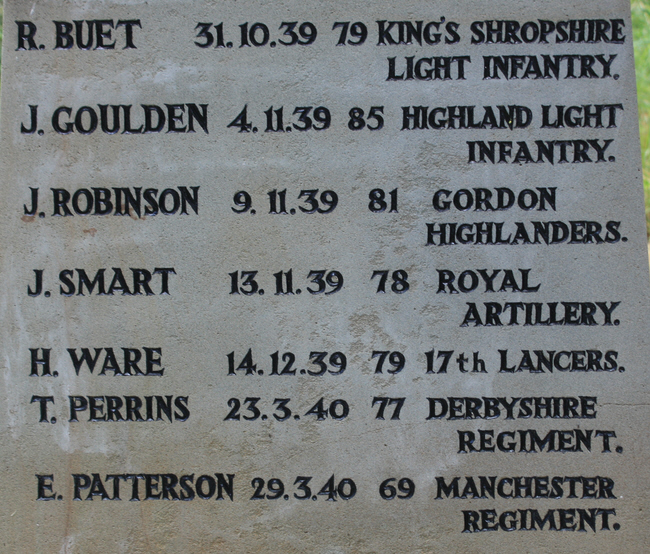 R. BUET 31.10.39 79 KING'S SHROPSHIRE
LIGHT INFANTRY.
J. GOULDEN 4.11.39 85 HIGHLAND LIGHT
INFANTRY.
J. ROBINSON 9.11.39 81 GORDON
HIGHLANDERS.
J. SMART 13.11.39 78 ROYAL
ARTILLERY.
H. WARE 14.12.39 79 17th LANCERS.
T. PERRINS 23.3.40 77 DERBYSHIRE
REGIMENT.
E. PATTERSON 29.3.40 69 MANCHESTER
REGIMENT.